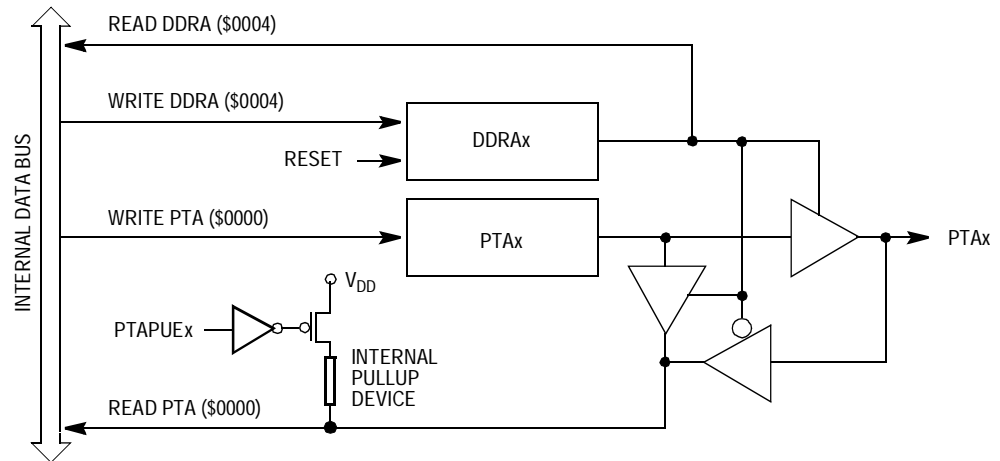 READ DDRA ($0004)
WRITE DDRA ($0004)
DDRAx
RESET
INTERNAL DATA BUS
WRITE PTA ($0000)
PTAx
PTAx
VDD
PTAPUEx
INTERNAL
PULLUP
DEVICE
READ PTA ($0000)